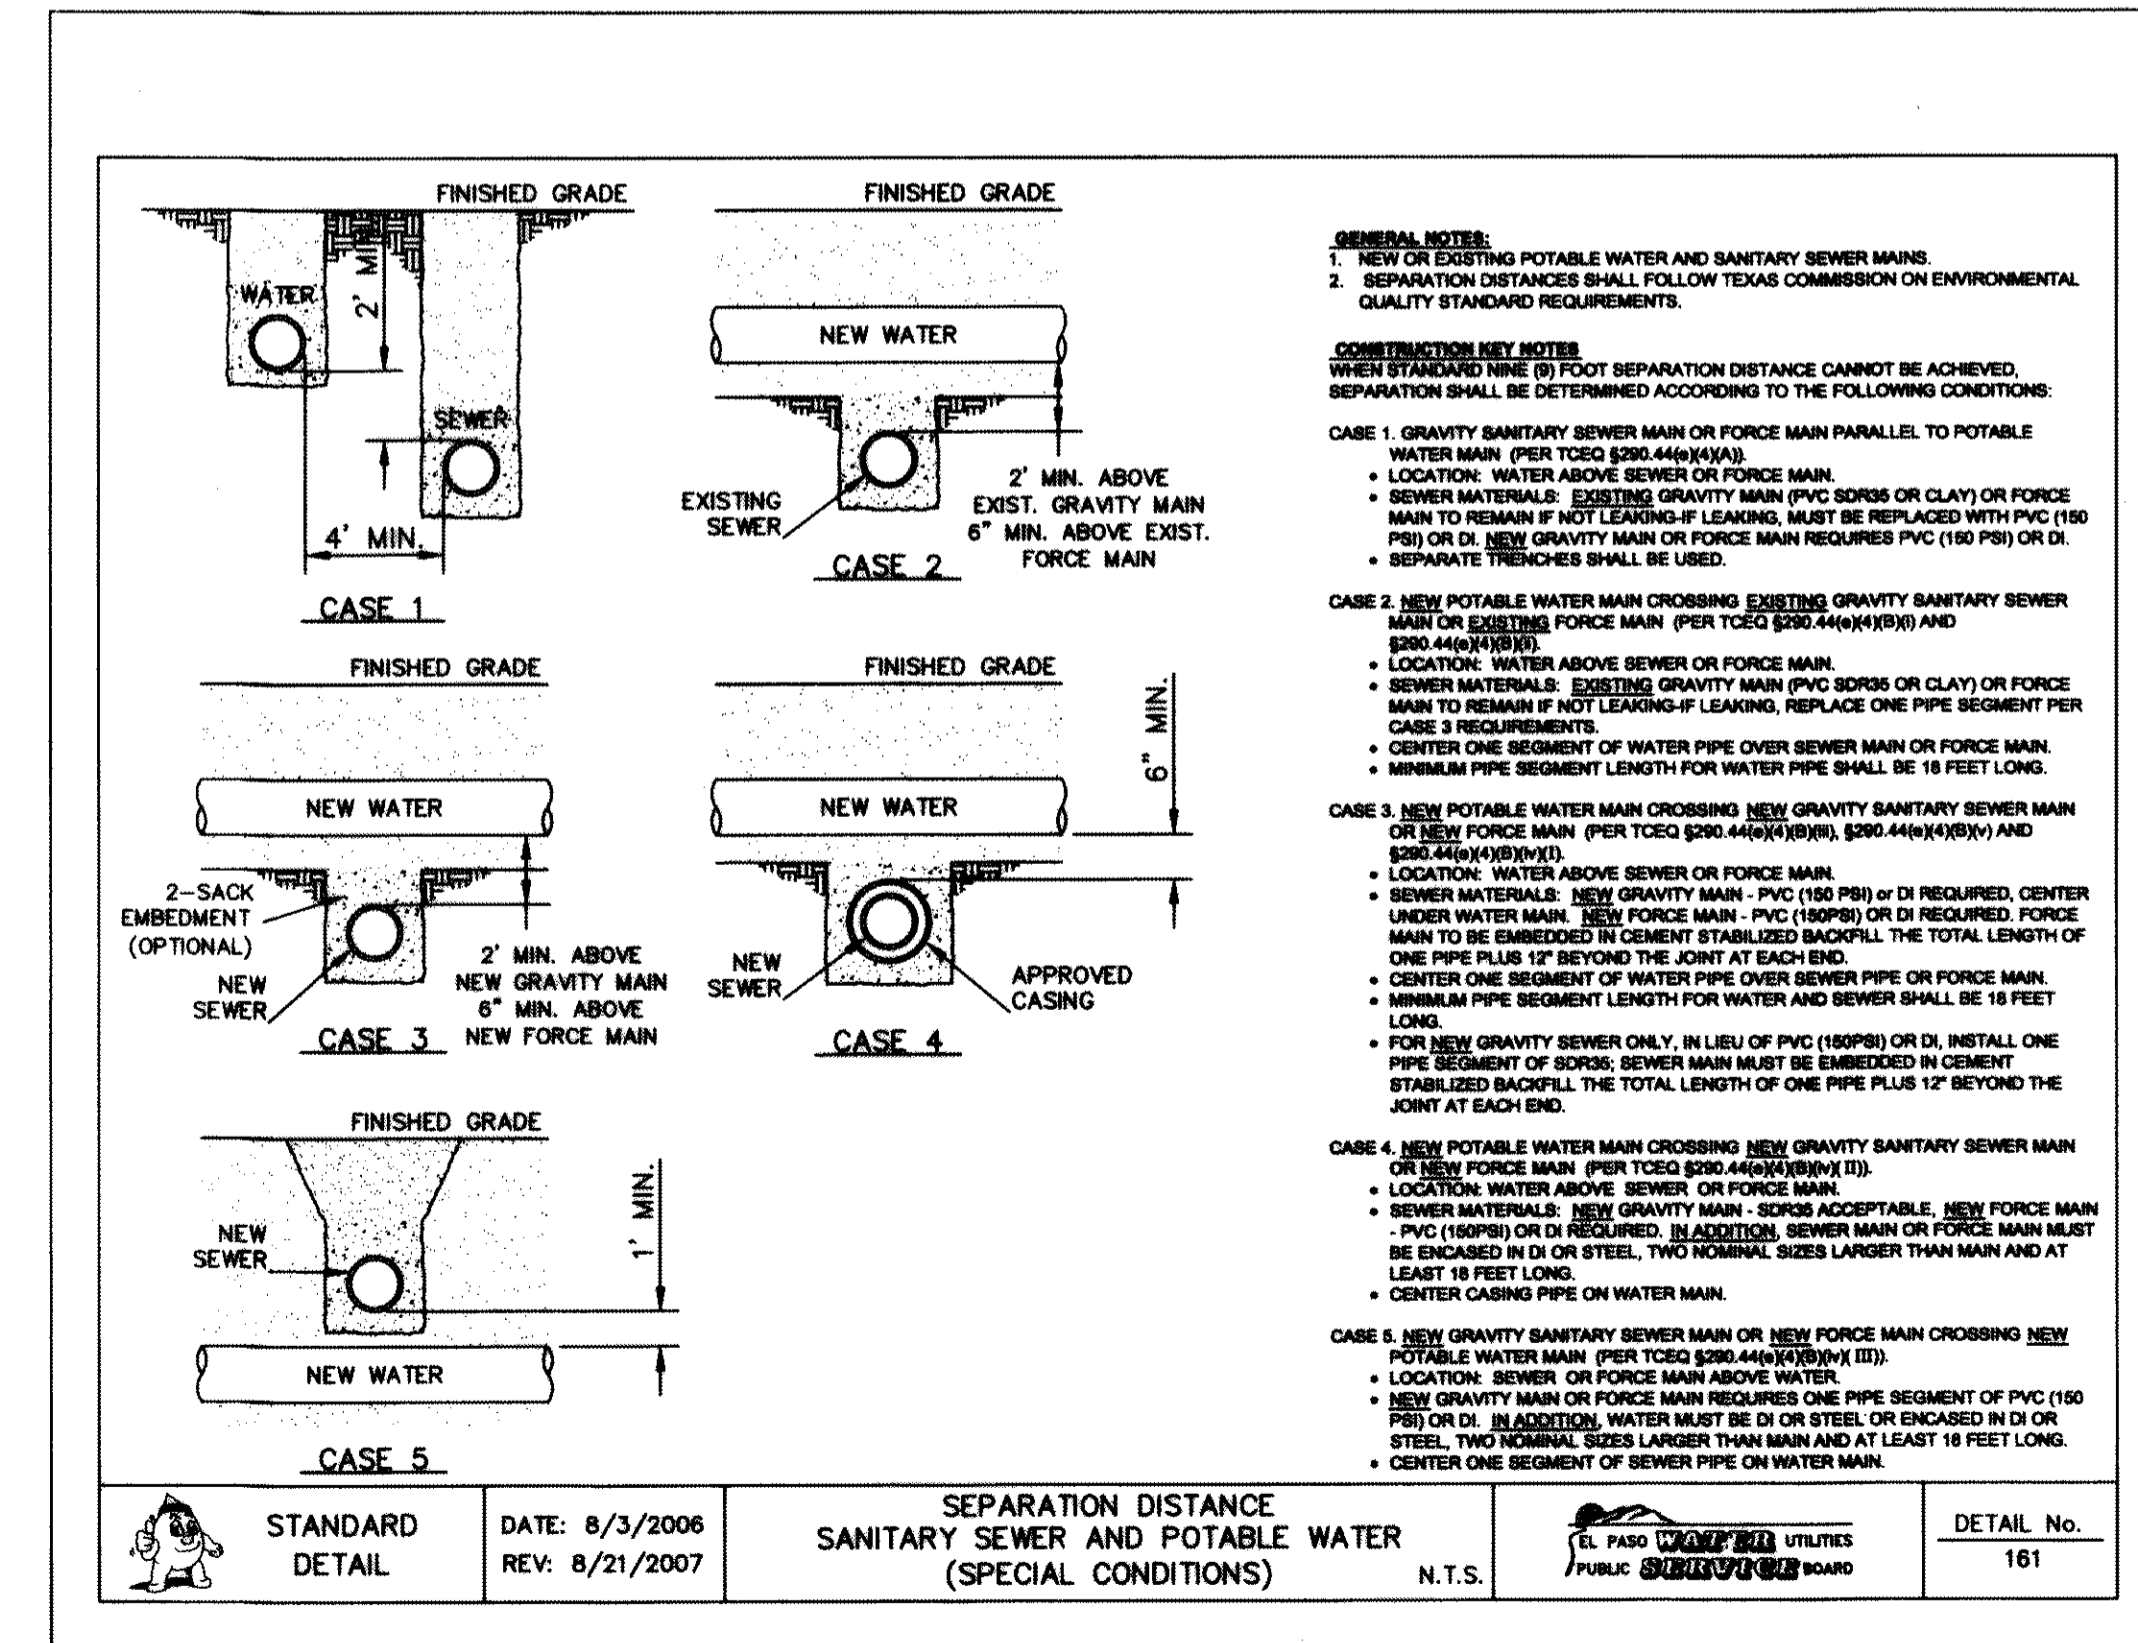 FINISHED GRADE
WATER
2' MIN.
SEWER
4' MIN.
CASE 1
FINISHED GRADE
NEW WATER
EXISTING
SEWER
2' MIN. ABOVE
EXIST. GRAVITY MAIN
6" MIN. ABOVE EXIST.
FORCE MAIN
CASE 2
FINISHED GRADE
NEW WATER
2-SACK
EMBEDMENT
(OPTIONAL)
NEW
SEWER
2' MIN. ABOVE
NEW GRAVITY MAIN
6" MIN. ABOVE
NEW FORCE MAIN
CASE 3
FINISHED GRADE
6" MIN.
NEW WATER
NEW
SEWER
APPROVED
CASING
CASE 4
FINISHED GRADE
NEW
SEWER
1' MIN.
NEW WATER
CASE 5
GENERAL NOTES:
1. NEW OR EXISTING POTABLE WATER AND SANITARY SEWER MAINS.
2. SEPARATION DISTANCES SHALL FOLLOW TEXAS COMMISSION ON ENVIRONMENTAL
QUALITY STANDARD REQUIREMENTS.
CONSTRUCTION KEY NOTES
WHEN STANDARD NINE (9) FOOT SEPARATION DISTANCE CANNOT BE ACHIEVED,
SEPARATION SHALL BE DETERMINED ACCORDING TO THE FOLLOWING CONDITIONS:
CASE 1. GRAVITY SANITARY SEWER MAIN OR FORCE MAIN PARALLEL TO POTABLE
WATER MAIN (PER TCEQ §290.44(e)(4)(A)).
• LOCATION: WATER ABOVE SEWER OR FORCE MAIN.
• SEWER MATERIALS: EXISTING GRAVITY MAIN (PVC SDR35 OR CLAY) OR FORCE
MAIN TO REMAIN IF NOT LEAKING-IF LEAKING, MUST BE REPLACED WITH PVC (150
PSI) OR DI. NEW GRAVITY MAIN OR FORCE MAIN REQUIRES PVC (150 PSI) OR DI.
• SEPARATE TRENCHES SHALL BE USED.
CASE 2. NEW POTABLE WATER MAIN CROSSING EXISTING GRAVITY SANITARY SEWER
MAIN OR EXISTING FORCE MAIN (PER TCEQ §290.44(e)(4)(B)(i) AND
§290.44(e)(4)(B)(ii).
• LOCATION: WATER ABOVE SEWER OR FORCE MAIN.
• SEWER MATERIALS: EXISTING GRAVITY MAIN (PVC SDR35 OR CLAY) OR FORCE
MAIN TO REMAIN IF NOT LEAKING-IF LEAKING, REPLACE ONE PIPE SEGMENT PER
CASE 3 REQUIREMENTS.
• CENTER ONE SEGMENT OF WATER PIPE OVER SEWER MAIN OR FORCE MAIN.
• MINIMUM PIPE SEGMENT LENGTH FOR WATER PIPE SHALL BE 18 FEET LONG.
CASE 3. NEW POTABLE WATER MAIN CROSSING NEW GRAVITY SANITARY SEWER MAIN
OR NEW FORCE MAIN (PER TCEQ §290.44(e)(4)(B)(iii), §290.44(e)(4)(B)(v) AND
§290.44(e)(4)(B)(iv)(I).
• LOCATION: WATER ABOVE SEWER OR FORCE MAIN.
• SEWER MATERIALS: NEW GRAVITY MAIN - PVC (150 PSI) or DI REQUIRED, CENTER
UNDER WATER MAIN. NEW FORCE MAIN - PVC (150PSI) OR DI REQUIRED. FORCE
MAIN TO BE EMBEDDED IN CEMENT STABILIZED BACKFILL THE TOTAL LENGTH OF
ONE PIPE PLUS 12" BEYOND THE JOINT AT EACH END.
• CENTER ONE SEGMENT OF WATER PIPE OVER SEWER PIPE OR FORCE MAIN.
• MINIMUM PIPE SEGMENT LENGTH FOR WATER AND SEWER SHALL BE 18 FEET
LONG.
• FOR NEW GRAVITY SEWER ONLY, IN LIEU OF PVC (150PSI) OR DI, INSTALL ONE
PIPE SEGMENT OF SDR35; SEWER MAIN MUST BE EMBEDDED IN CEMENT
STABILIZED BACKFILL THE TOTAL LENGTH OF ONE PIPE PLUS 12" BEYOND THE
JOINT AT EACH END.
CASE 4. NEW POTABLE WATER MAIN CROSSING NEW GRAVITY SANITARY SEWER MAIN
OR NEW FORCE MAIN (PER TCEQ §290.44(e)(4)(B)(iv)( II)).
• LOCATION: WATER ABOVE SEWER OR FORCE MAIN.
• SEWER MATERIALS: NEW GRAVITY MAIN - SDR35 ACCEPTABLE, NEW FORCE MAIN
- PVC (150PSI) OR DI REQUIRED. IN ADDITION, SEWER MAIN OR FORCE MAIN MUST
BE ENCASED IN DI OR STEEL, TWO NOMINAL SIZES LARGER THAN MAIN AND AT
LEAST 18 FEET LONG.
• CENTER CASING PIPE ON WATER MAIN.
CASE 5. NEW GRAVITY SANITARY SEWER MAIN OR NEW FORCE MAIN CROSSING NEW
POTABLE WATER MAIN (PER TCEQ §290.44(e)(4)(B)(iv)( III)).
• LOCATION: SEWER OR FORCE MAIN ABOVE WATER.
• NEW GRAVITY MAIN OR FORCE MAIN REQUIRES ONE PIPE SEGMENT OF PVC (150
PSI) OR DI. IN ADDITION, WATER MUST BE DI OR STEEL OR ENCASED IN DI OR
STEEL, TWO NOMINAL SIZES LARGER THAN MAIN AND AT LEAST 18 FEET LONG.
• CENTER ONE SEGMENT OF SEWER PIPE ON WATER MAIN.
STANDARD
DETAIL
DATE: 8/3/2006
REV: 8/21/2007
SEPARATION DISTANCE
SANITARY SEWER AND POTABLE WATER
(SPECIAL CONDITIONS)
N.T.S.
EL PASO WATER UTILITIES
PUBLIC SERVICE BOARD
DETAIL No.
161